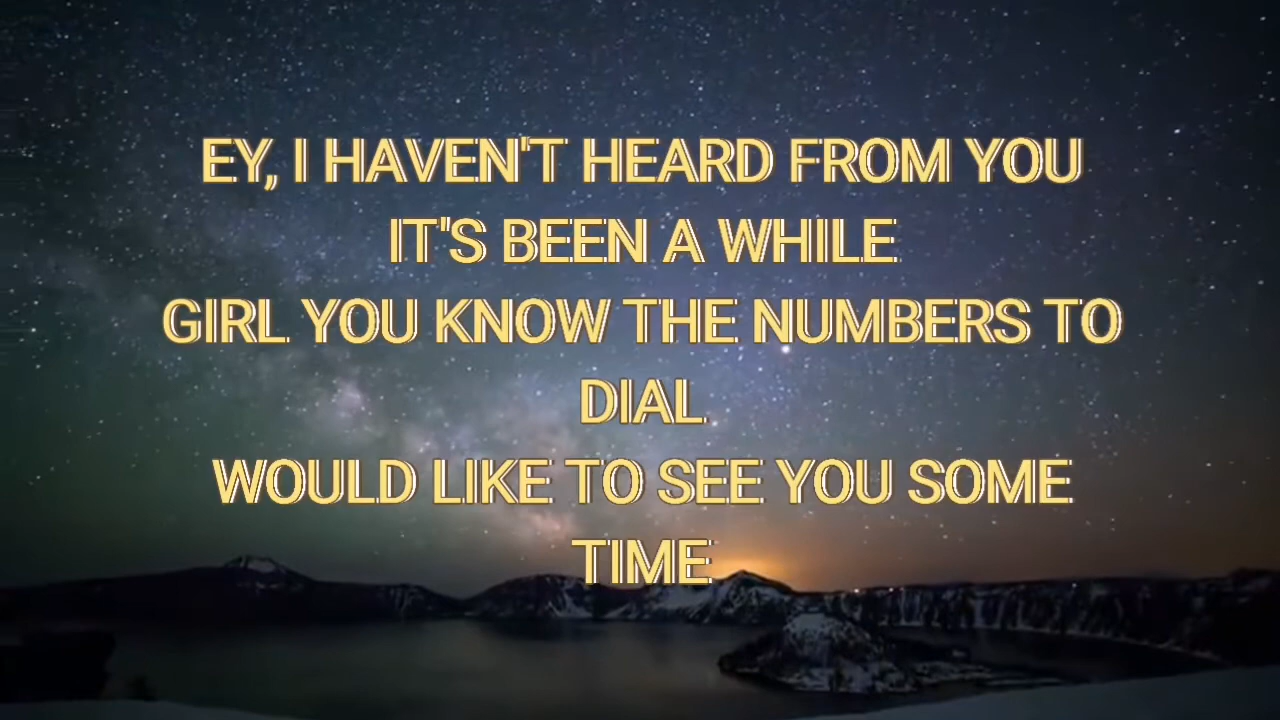 EY, I HAVEN'T HEARD FROM YOU
IT'S BEEN A WHILE
GIRL YOU KNOW THE NUMBERS TO
DIAL
WOULD LIKE TO SEE YOU SOME
TIME